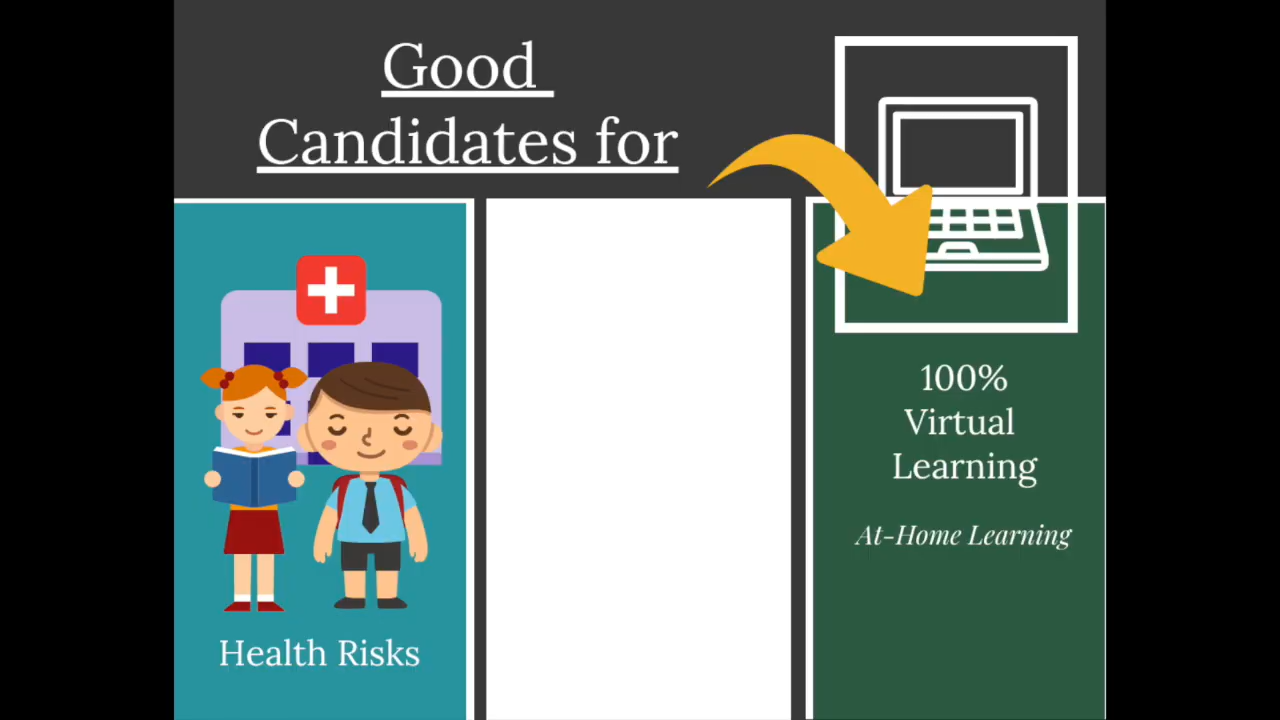 Good
Candidates for
Health Risks
100%
Virtual
Learning
At-Home Learning